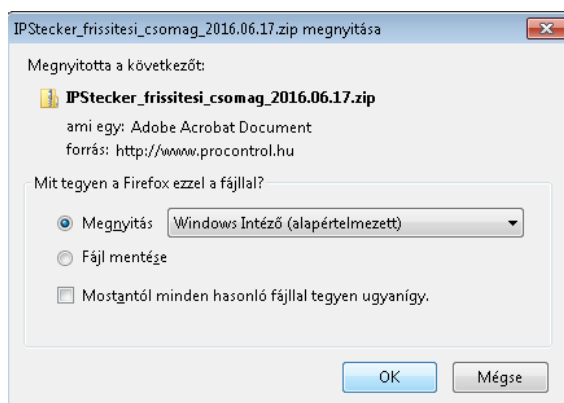 IPStecker_frissitesi_csomag_2016.06.17.zip megnyitása
Megnyitotta a következőt:
IPStecker_frissitesi_csomag_2016.06.17.zip
ami egy: Adobe Acrobat Document
forrás: http://www.procontrol.hu
Mit tegyen a Firefox ezzel a fájllal?
Megnyitás Windows Intéző (alapértelmezett)
Fájl mentése
Mostantól minden hasonló fájllal tegyen ugyanígy.
OK Mégse